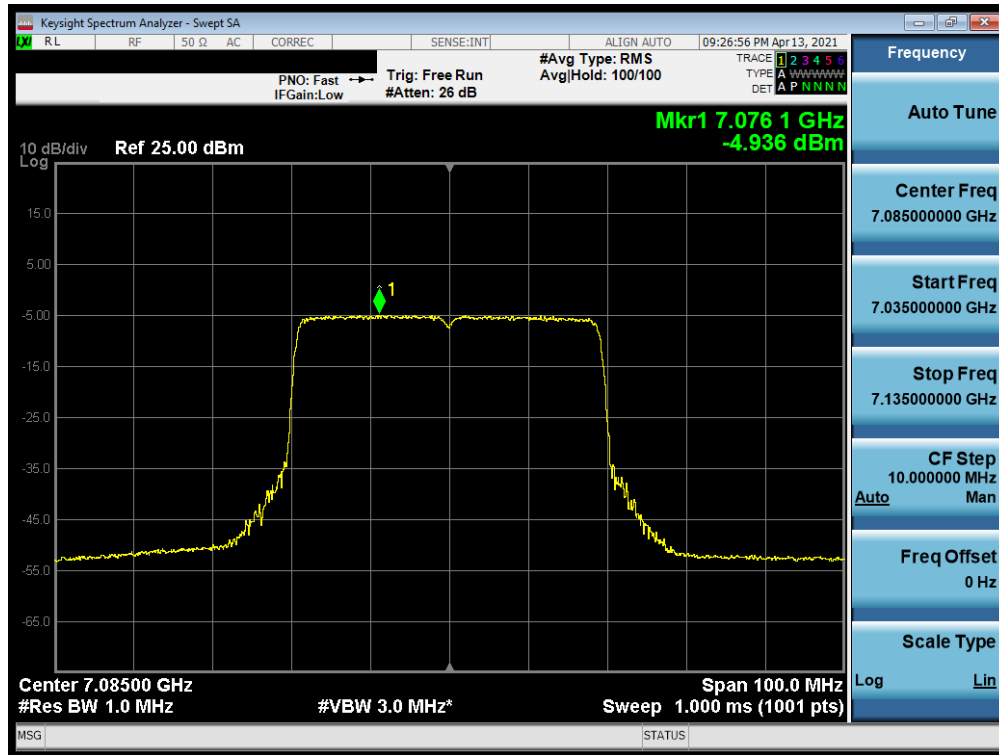 Keysight Spectrum Analyzer - Swept SA
LXI RL RF 50 Ω AC CORREC SENSE:INT ALIGN AUTO 09:26:56 PM Apr 13, 2021
Frequency
PNO: Fast Trig: Free Run #Avg Type: RMS TRACE 1 2 3 4 5 6
IFGain:Low #Atten: 26 dB Avg|Hold: 100/100 TYPE A WWWWW
DET A P N N N N
Auto Tune
Mkr1 7.076 1 GHz
-4.936 dBm
10 dB/div Ref 25.00 dBm
Log
15.0
5.00
-5.00
-15.0
-25.0
-35.0
-45.0
-55.0
-65.0
1
Center Freq
7.085000000 GHz
Start Freq
7.035000000 GHz
Stop Freq
7.135000000 GHz
CF Step
10.000000 MHz
Auto Man
Freq Offset
0 Hz
Scale Type
Log Lin
Center 7.08500 GHz Span 100.0 MHz
#Res BW 1.0 MHz #VBW 3.0 MHz* Sweep 1.000 ms (1001 pts)
MSG STATUS